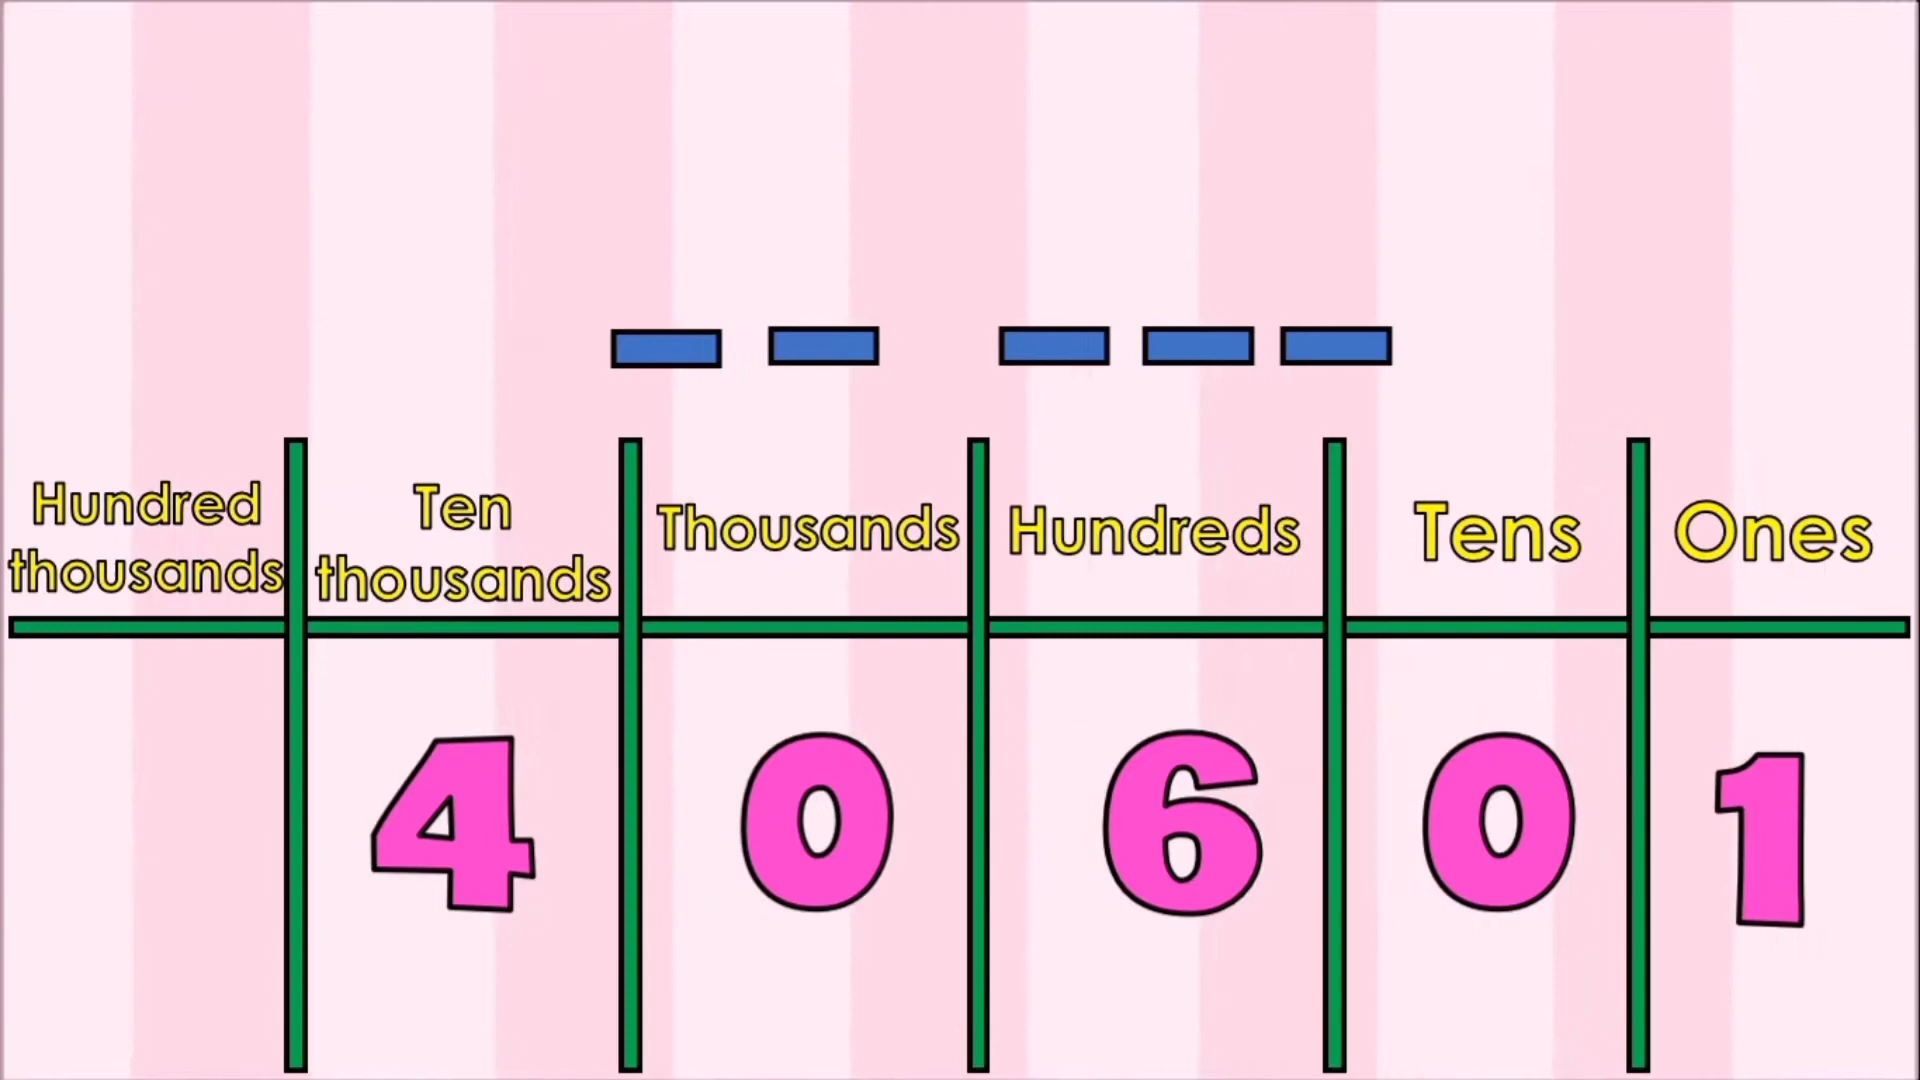 Hundred thousands
Ten thousands
Thousands
Hundreds
Tens
Ones
4 0 6 0 1